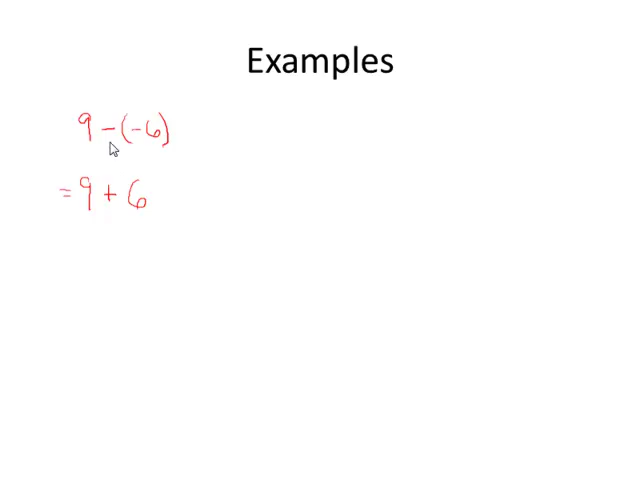 Examples
9 - (-6)
= 9 + 6